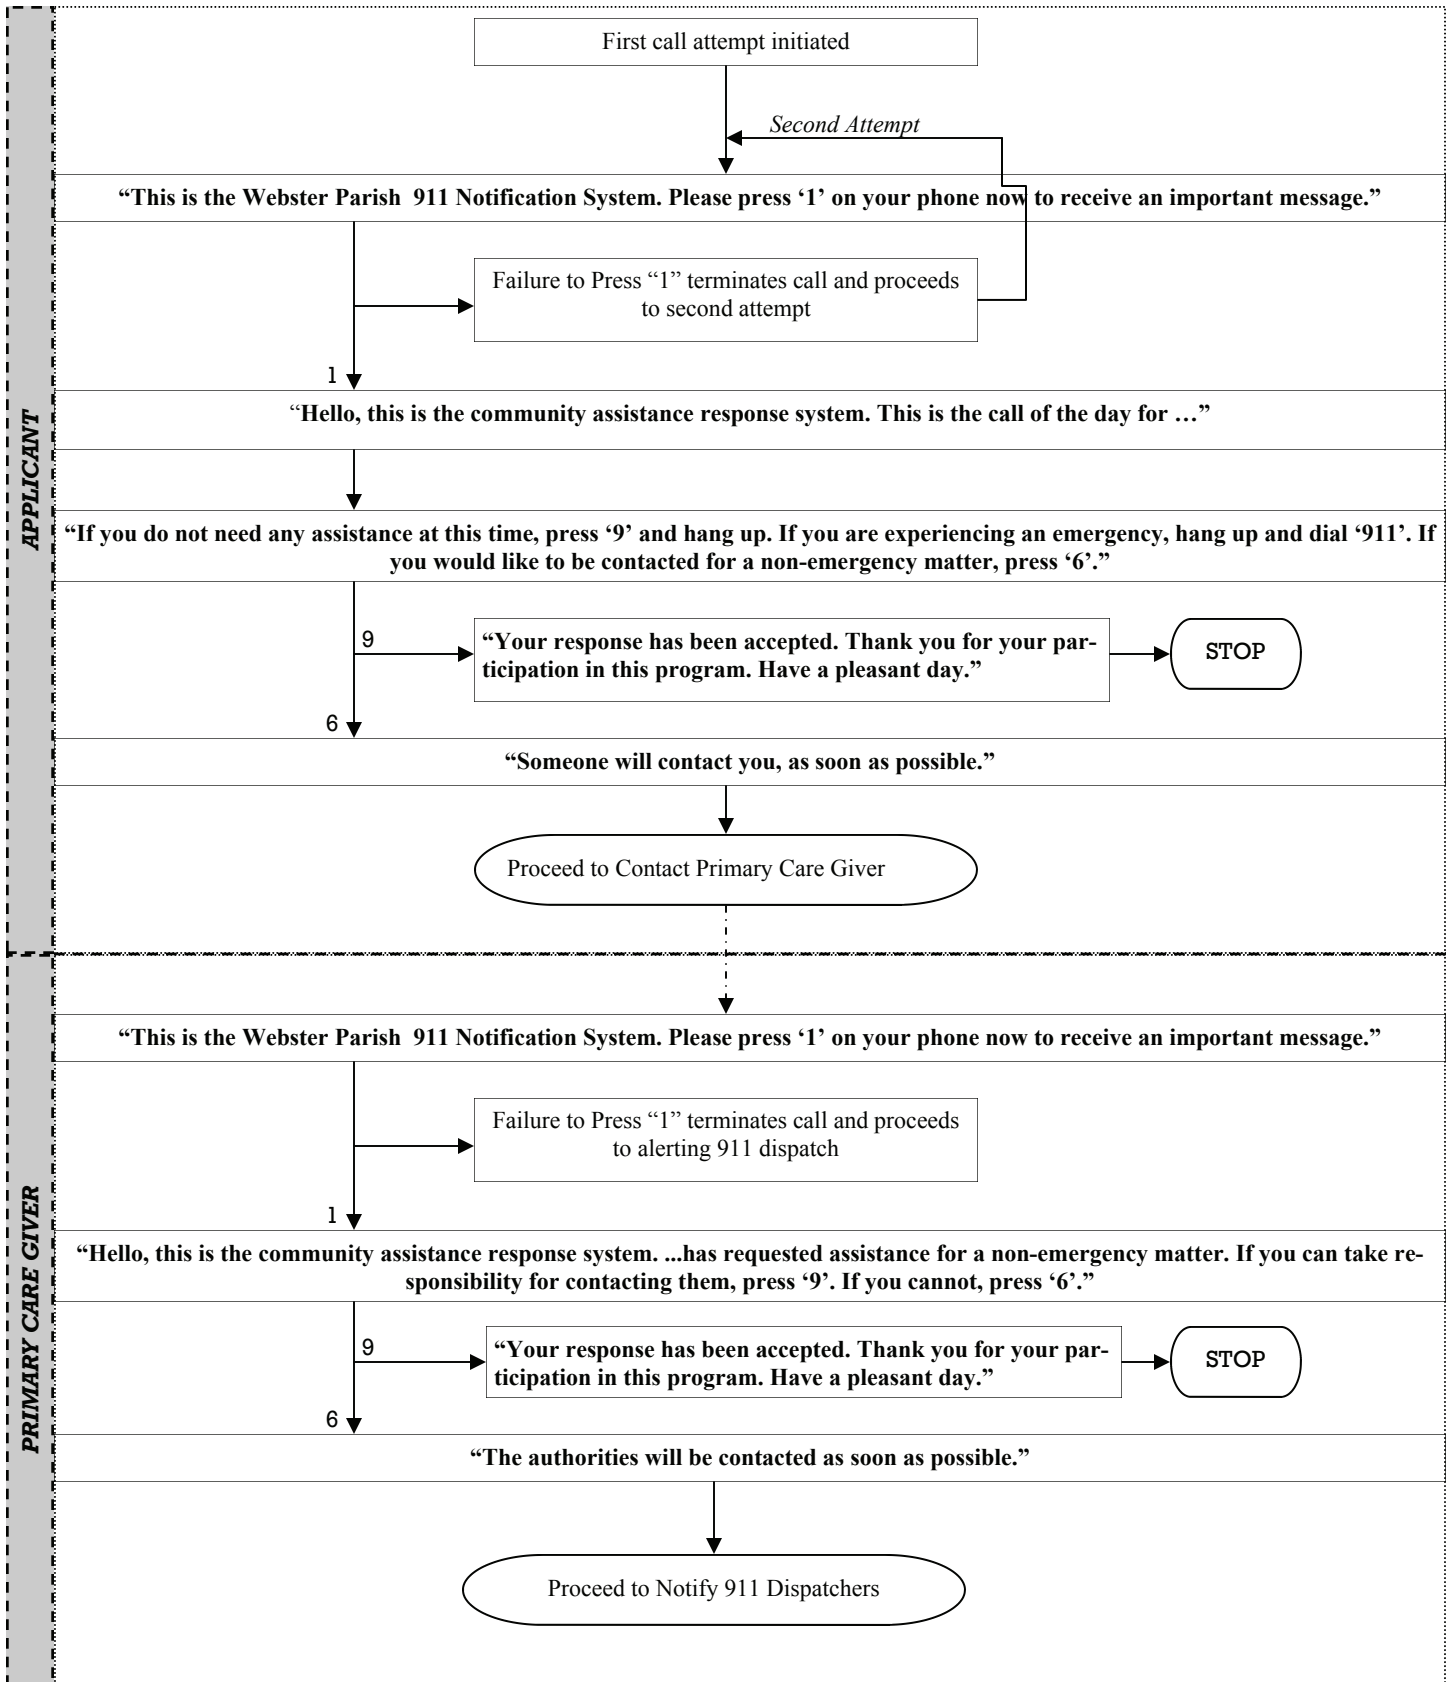 First call attempt initiated
Second Attempt
“This is the Webster Parish  911 Notification System. Please press ‘1’ on your phone now to receive an important message.”
Failure to Press “1” terminates call and proceeds
to second attempt
1
“Hello, this is the community assistance response system. This is the call of the day for …”
APPLICANT
“If you do not need any assistance at this time, press ‘9’ and hang up. If you are experiencing an emergency, hang up and dial ‘911’. If
you would like to be contacted for a non-emergency matter, press ‘6’.”
9
“Your response has been accepted. Thank you for your par-
ticipation in this program. Have a pleasant day.”
STOP
6
“Someone will contact you, as soon as possible.”
Proceed to Contact Primary Care Giver
“This is the Webster Parish  911 Notification System. Please press ‘1’ on your phone now to receive an important message.”
Failure to Press “1” terminates call and proceeds
to alerting 911 dispatch
1
PRIMARY CARE GIVER
“Hello, this is the community assistance response system. ...has requested assistance for a non-emergency matter. If you can take re-
sponsibility for contacting them, press ‘9’. If you cannot, press ‘6’.”
9
“Your response has been accepted. Thank you for your par-
ticipation in this program. Have a pleasant day.”
STOP
6
“The authorities will be contacted as soon as possible.”
Proceed to Notify 911 Dispatchers